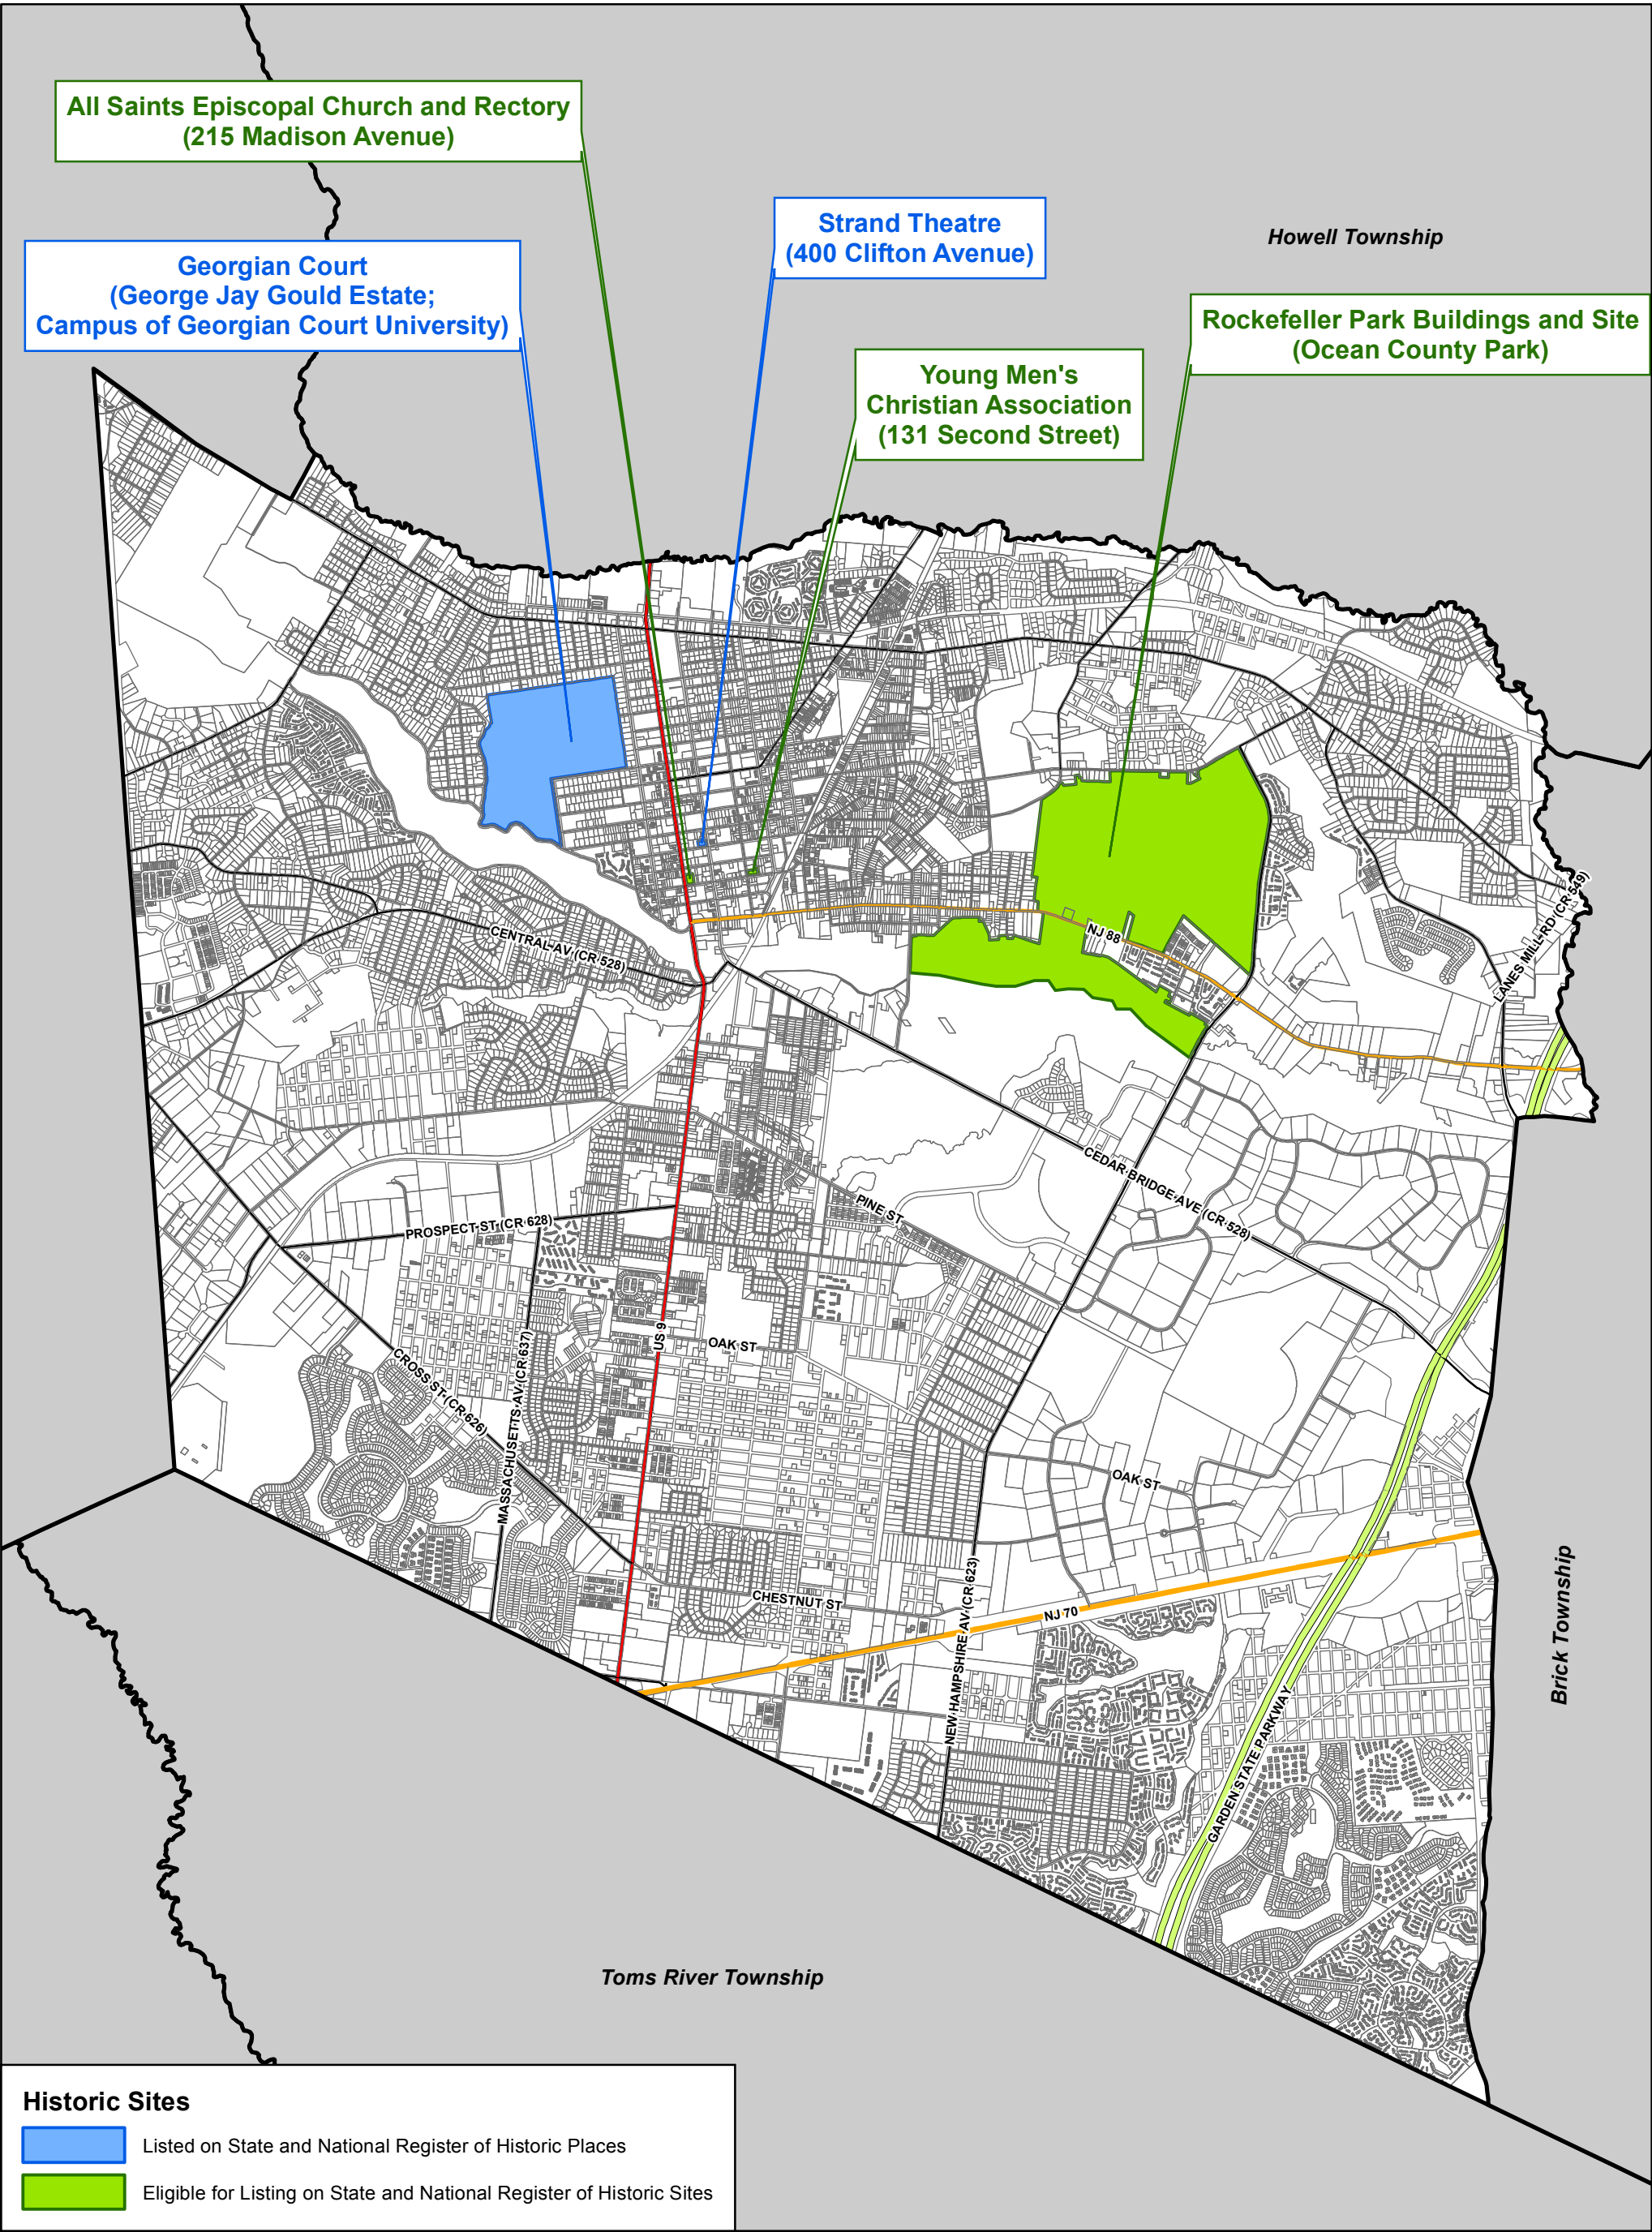 All Saints Episcopal Church and Rectory
(215 Madison Avenue)
Strand Theatre
(400 Clifton Avenue)
Howell Township
Georgian Court
(George Jay Gould Estate;
Campus of Georgian Court University)
Rockefeller Park Buildings and Site
(Ocean County Park)
Young Men's
Christian Association
(131 Second Street)
CENTRAL AV (CR 528)
NJ 88
LANES MILL RD (CR 549)
CEDAR BRIDGE AVE (CR 528)
PINE ST
PROSPECT ST (CR 628)
US 9
OAK ST
CROSS ST (CR 626)
MASSACHUSETTS AV (CR 637)
OAK ST
CHESTNUT ST
NJ 70
NEW HAMPSHIRE AV (CR 623)
GARDEN STATE PARKWAY
Brick Township
Toms River Township
Historic Sites
Listed on State and National Register of Historic Places
Eligible for Listing on State and National Register of Historic Sites